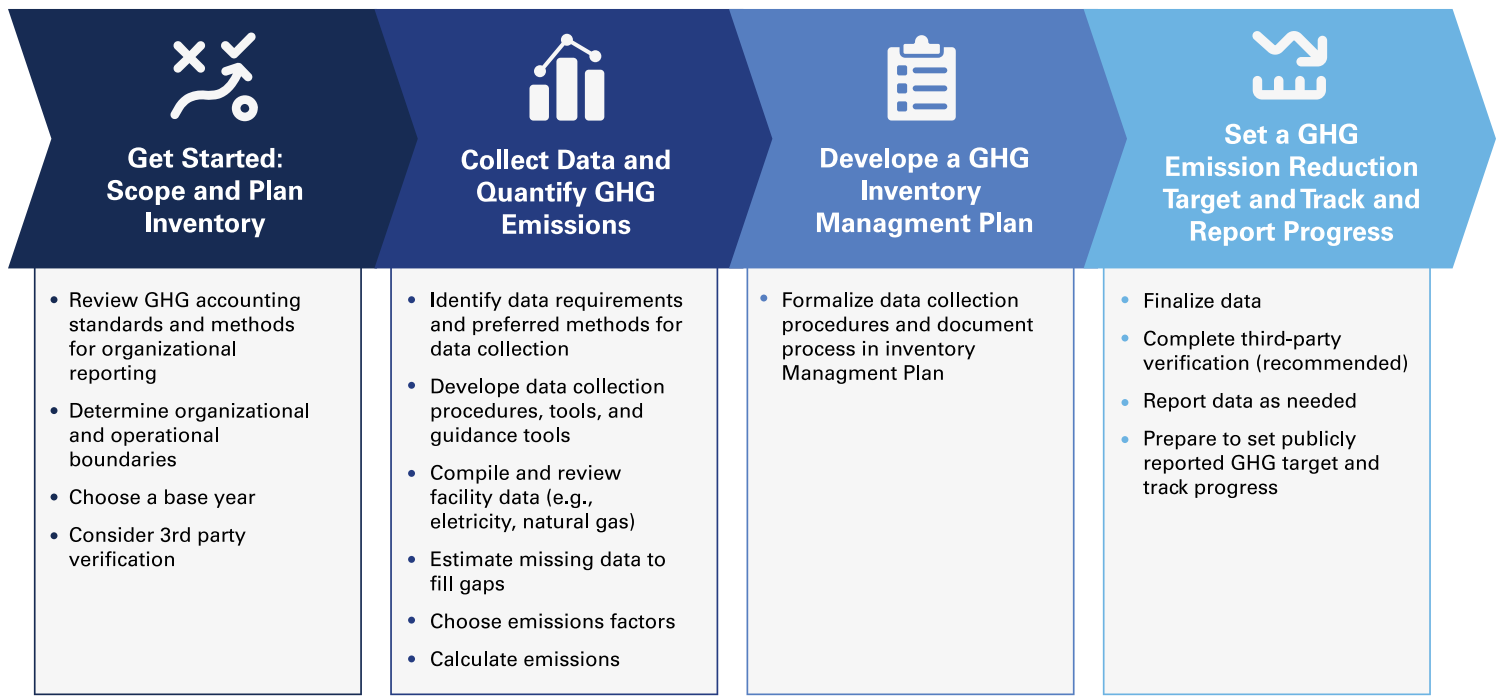 Get Started:
Scope and Plan
Inventory
• Review GHG accounting
standards and methods
for organizational
reporting
• Determine organizational
and operational
boundaries
• Choose a base year
• Consider 3rd party
verification
Collect Data and
Quantify GHG
Emissions
• Identify data requirements
and preferred methods for
data collection
• Develope data collection
procedures, tools, and
guidance tools
• Compile and review
facility data (e.g.,
eletricity, natural gas)
• Estimate missing data to
fill gaps
• Choose emissions factors
• Calculate emissions
Develope a GHG
Inventory
Managment Plan
• Formalize data collection
procedures and document
process in inventory
Managment Plan
Set a GHG
Emission Reduction
Target and Track and
Report Progress
• Finalize data
• Complete third-party
verification (recommended)
• Report data as needed
• Prepare to set publicly
reported GHG target and
track progress